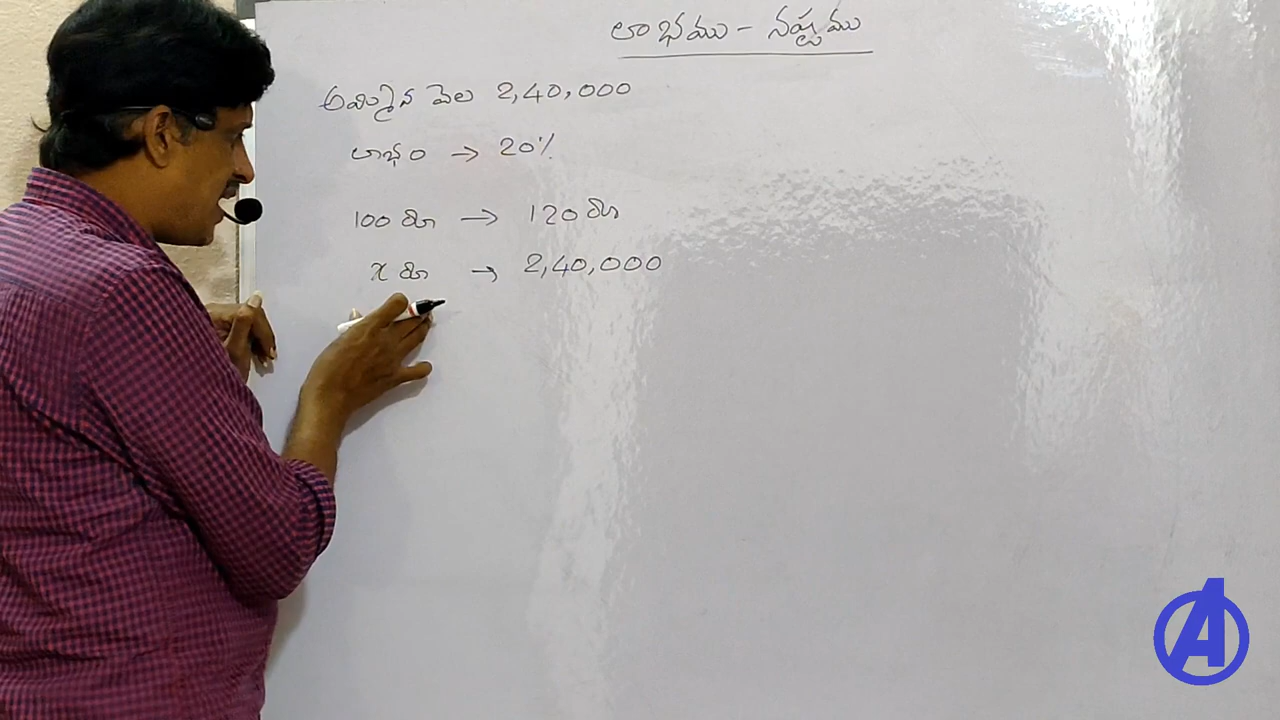 లాభము - నష్టము
అమ్మిన వెల 2,40,000
లాభం → 20%
100 రూ → 120 రూ
x రూ → 2,40,000